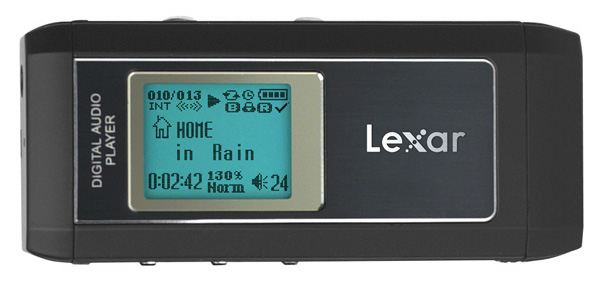 DIGITAL AUDIO
PLAYER
010/013
INT
B R
HOME
in Rain
0:02:42 130% Norm 24
Lexar